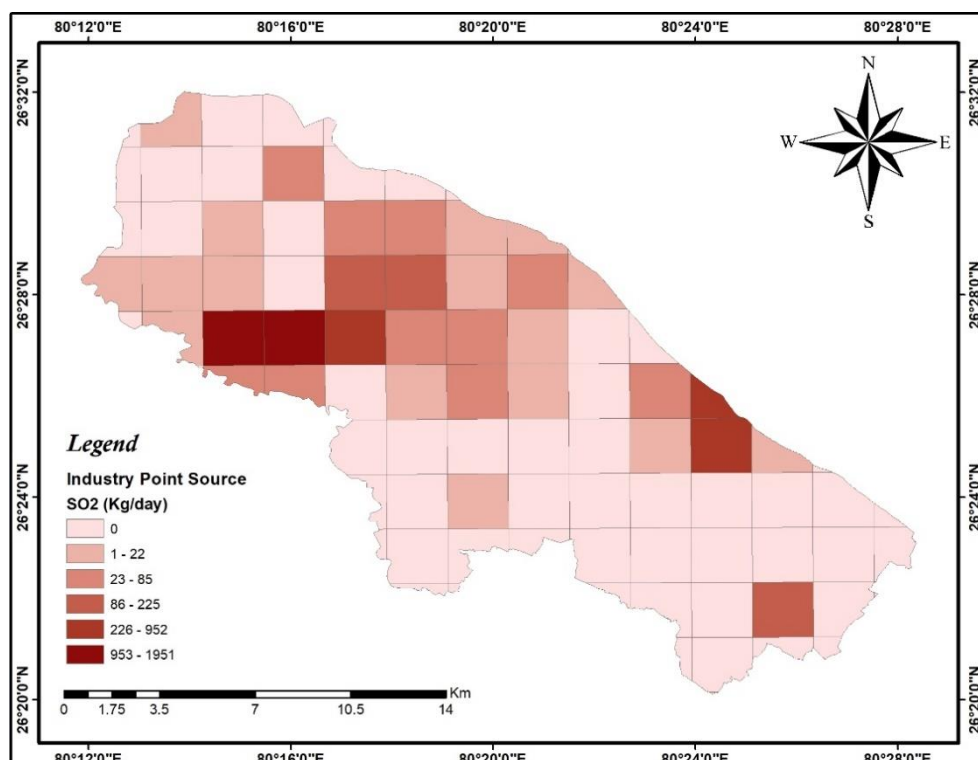 80°12'0"E 80°16'0"E 80°20'0"E 80°24'0"E 80°28'0"E
26°32'0"N 26°32'0"N
N
W E
S
26°28'0"N 26°28'0"N
Legend
Industry Point Source
SO2 (Kg/day)
0
1 - 22
23 - 85
86 - 225
226 - 952
953 - 1951
26°24'0"N 26°24'0"N
Km
0 1.75 3.5 7 10.5 14
26°20'0"N 26°20'0"N
80°12'0"E 80°16'0"E 80°20'0"E 80°24'0"E 80°28'0"E